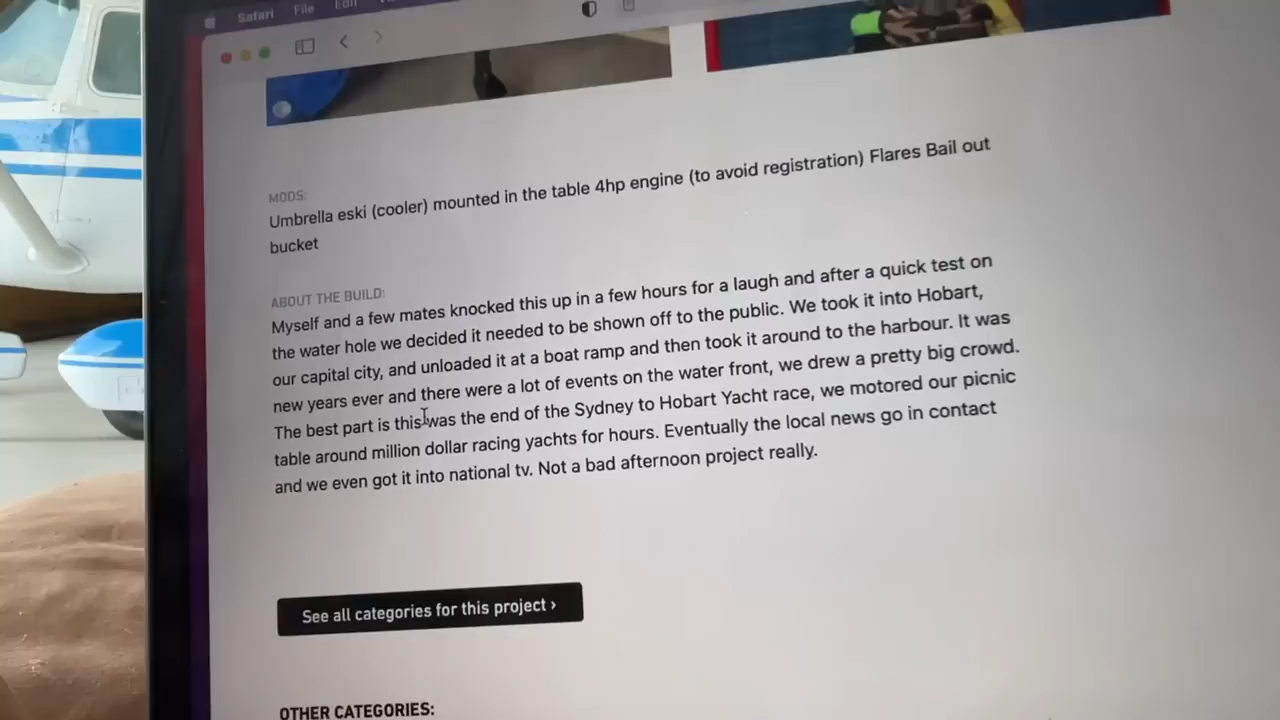 Safari File Edit
MODS:
Umbrella eski (cooler) mounted in the table 4hp engine (to avoid registration) Flares Bail out
bucket
ABOUT THE BUILD:
Myself and a few mates knocked this up in a few hours for a laugh and after a quick test on
the water hole we decided it needed to be shown off to the public. We took it into Hobart,
our capital city, and unloaded it at a boat ramp and then took it around to the harbour. It was
new years ever and there were a lot of events on the water front, we drew a pretty big crowd.
The best part is this was the end of the Sydney to Hobart Yacht race, we motored our picnic
table around million dollar racing yachts for hours. Eventually the local news go in contact
and we even got it into national tv. Not a bad afternoon project really.
See all categories for this project ›
OTHER CATEGORIES: